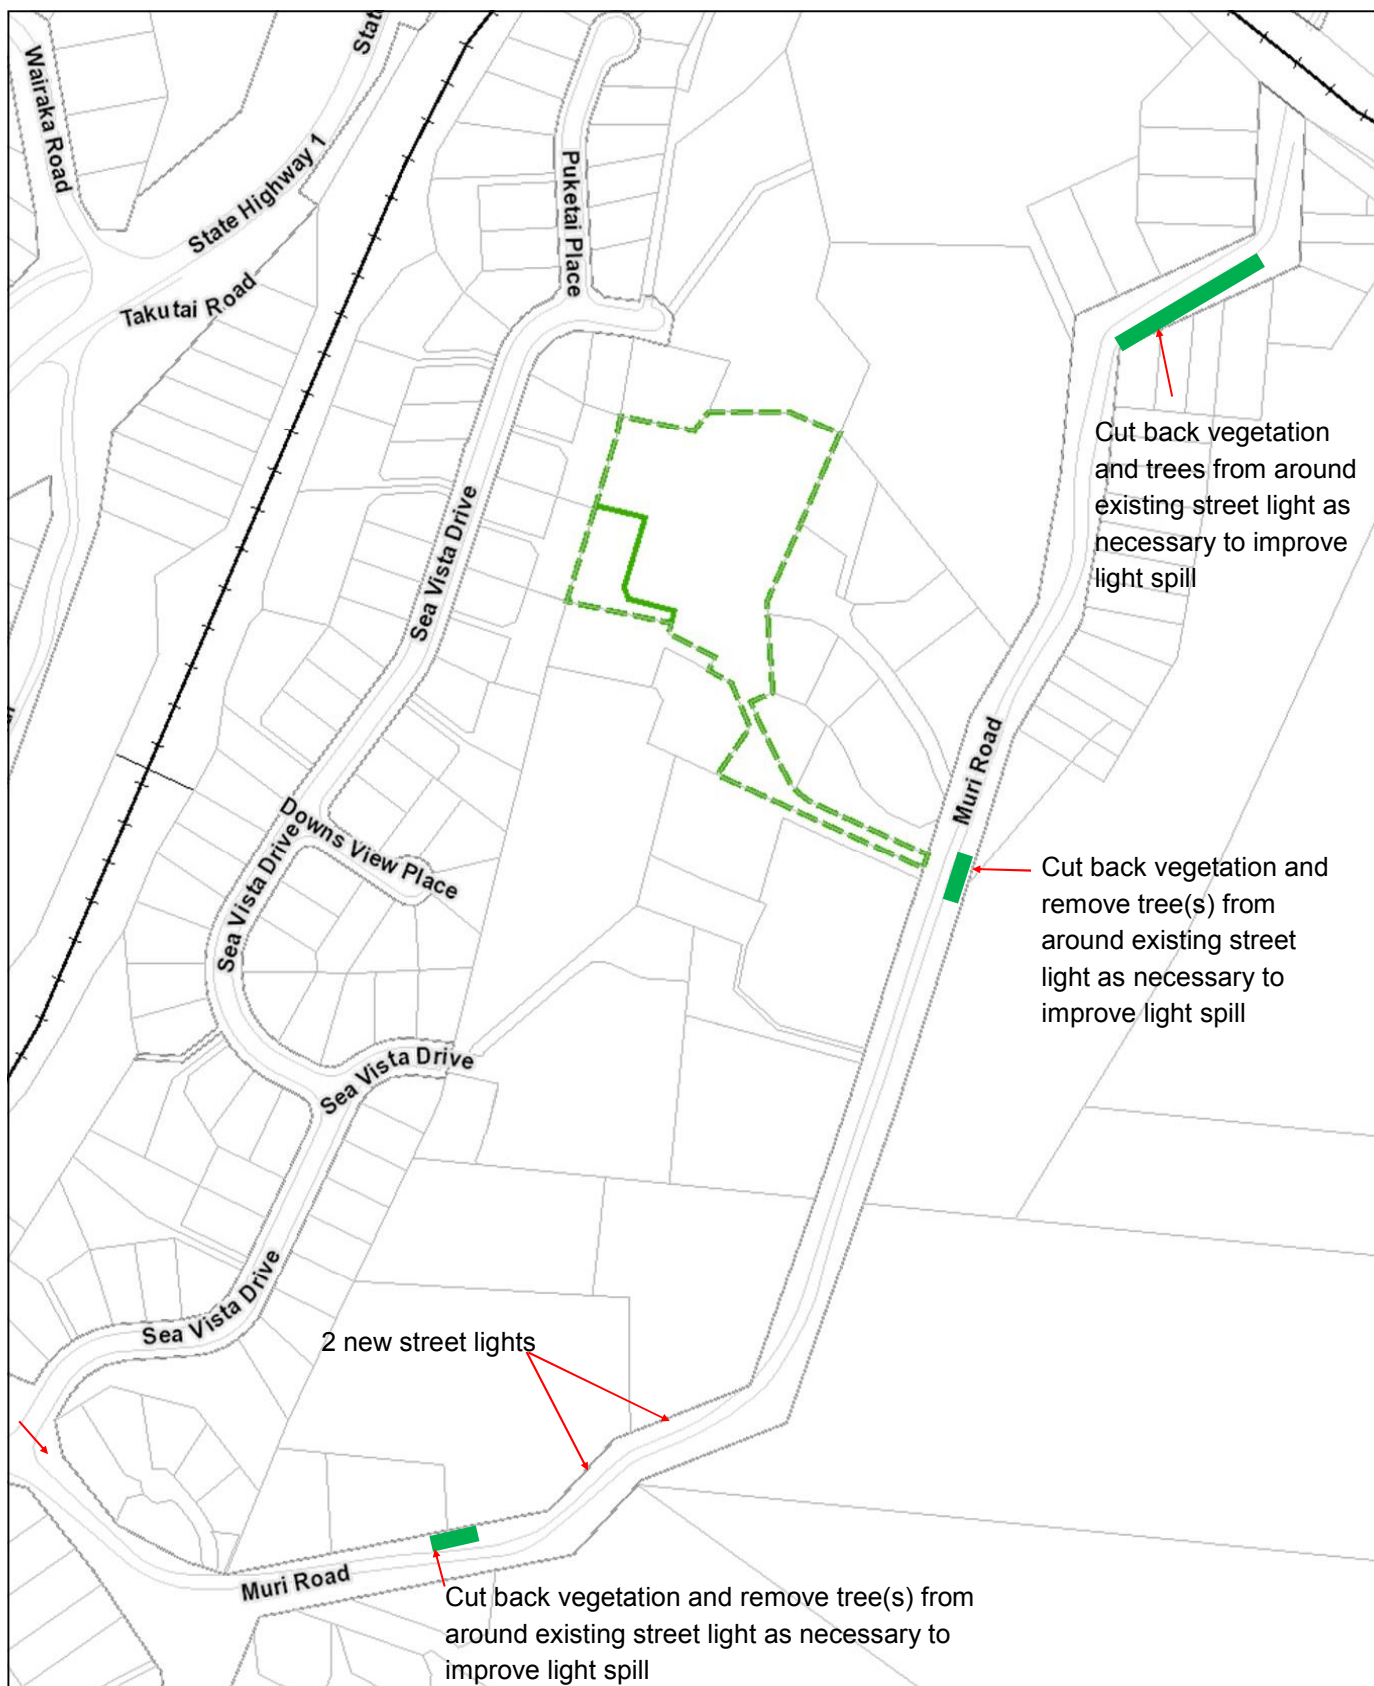 State
Wairaka Road
State Highway 1
Takutai Road
Puketai Place
Cut back vegetation
and trees from around
existing street light as
necessary to improve
light spill
Sea Vista Drive
Muri Road
Downs View Place
Sea Vista Drive
Cut back vegetation and
remove tree(s) from
around existing street
light as necessary to
improve light spill
Sea Vista Drive
Sea Vista Drive
2 new street lights
Muri Road
Cut back vegetation and remove tree(s) from
around existing street light as necessary to
improve light spill